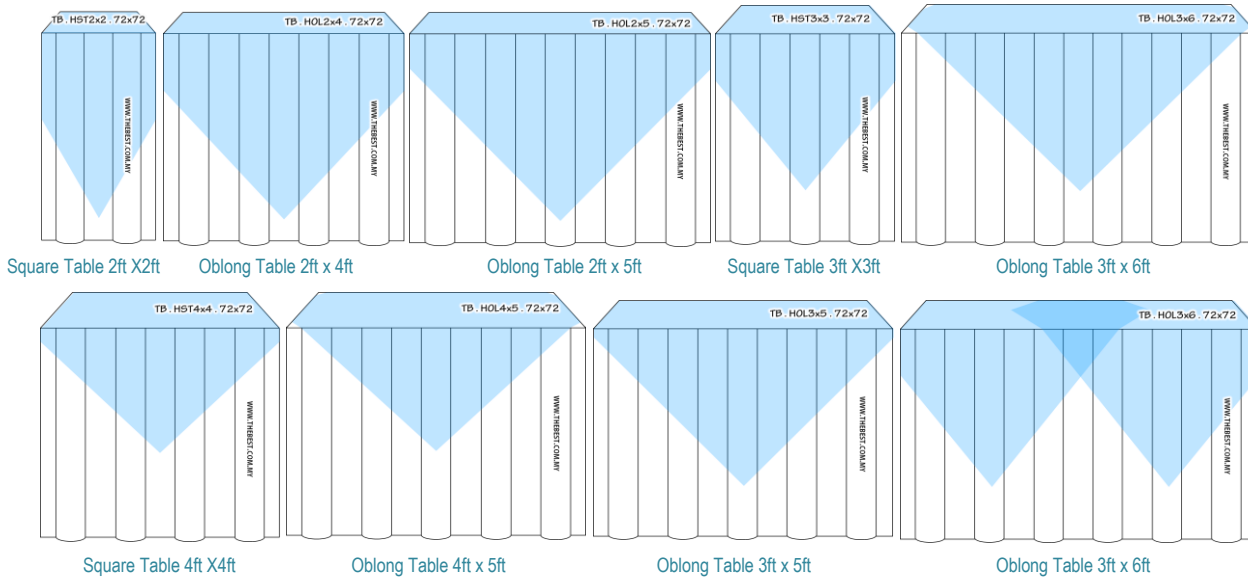 TB . HST2x2 . 72x72
TB . HOL2x4 . 72x72
TB . HOL2x5 . 72x72
TB . HST3x3 . 72x72
TB . HOL3x6 . 72x72
WWW.THEBEST.COM.MY
WWW.THEBEST.COM.MY
WWW.THEBEST.COM.MY
WWW.THEBEST.COM.MY
WWW.THEBEST.COM.MY
Square Table 2ft X2ft
Oblong Table 2ft x 4ft
Oblong Table 2ft x 5ft
Square Table 3ft X3ft
Oblong Table 3ft x 6ft
TB . HST4x4 . 72x72
TB . HOL4x5 . 72x72
TB . HOL3x5 . 72x72
TB . HOL3x6 . 72x72
WWW.THEBEST.COM.MY
WWW.THEBEST.COM.MY
WWW.THEBEST.COM.MY
WWW.THEBEST.COM.MY
Square Table 4ft X4ft
Oblong Table 4ft x 5ft
Oblong Table 3ft x 5ft
Oblong Table 3ft x 6ft